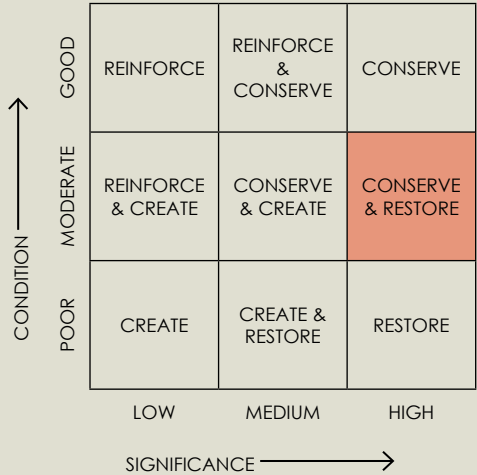 GOOD
REINFORCE
REINFORCE
&
CONSERVE
CONSERVE
MODERATE
REINFORCE
& CREATE
CONSERVE
& CREATE
CONSERVE
& RESTORE
CONDITION
POOR
CREATE
CREATE &
RESTORE
RESTORE
LOW
MEDIUM
HIGH
SIGNIFICANCE